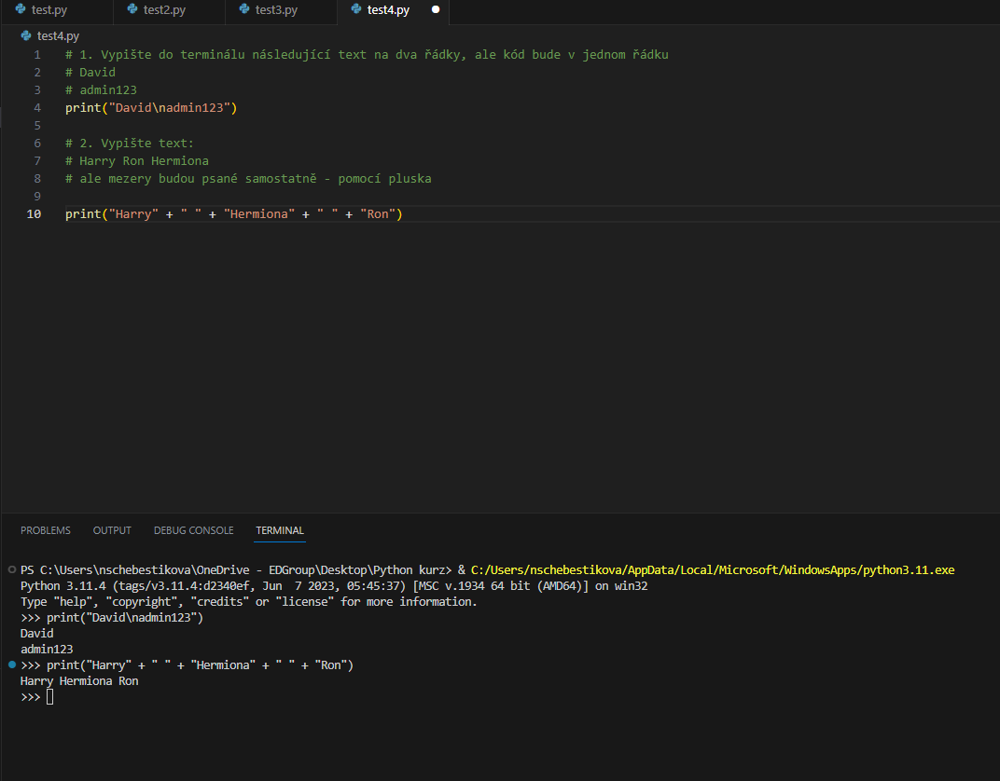 test.py test2.py test3.py test4.py
test4.py
1 # 1. Vypište do terminálu následující text na dva řádky, ale kód bude v jednom řádku
2 # David
3 # admin123
4 print("David\nadmin123")
5
6 # 2. Vypište text:
7 # Harry Ron Hermiona
8 # ale mezery budou psané samostatně - pomocí pluska
9
10 print("Harry" + " " + "Hermiona" + " " + "Ron")
PROBLEMS OUTPUT DEBUG CONSOLE TERMINAL
PS C:\Users\nschebestikova\OneDrive - EDGroup\Desktop\Python kurz> & C:/Users/nschebestikova/AppData/Local/Microsoft/WindowsApps/python3.11.exe
Python 3.11.4 (tags/v3.11.4:d2340ef, Jun  7 2023, 05:45:37) [MSC v.1934 64 bit (AMD64)] on win32
Type "help", "copyright", "credits" or "license" for more information.
>>> print("David\nadmin123")
David
admin123
>>> print("Harry" + " " + "Hermiona" + " " + "Ron")
Harry Hermiona Ron
>>>